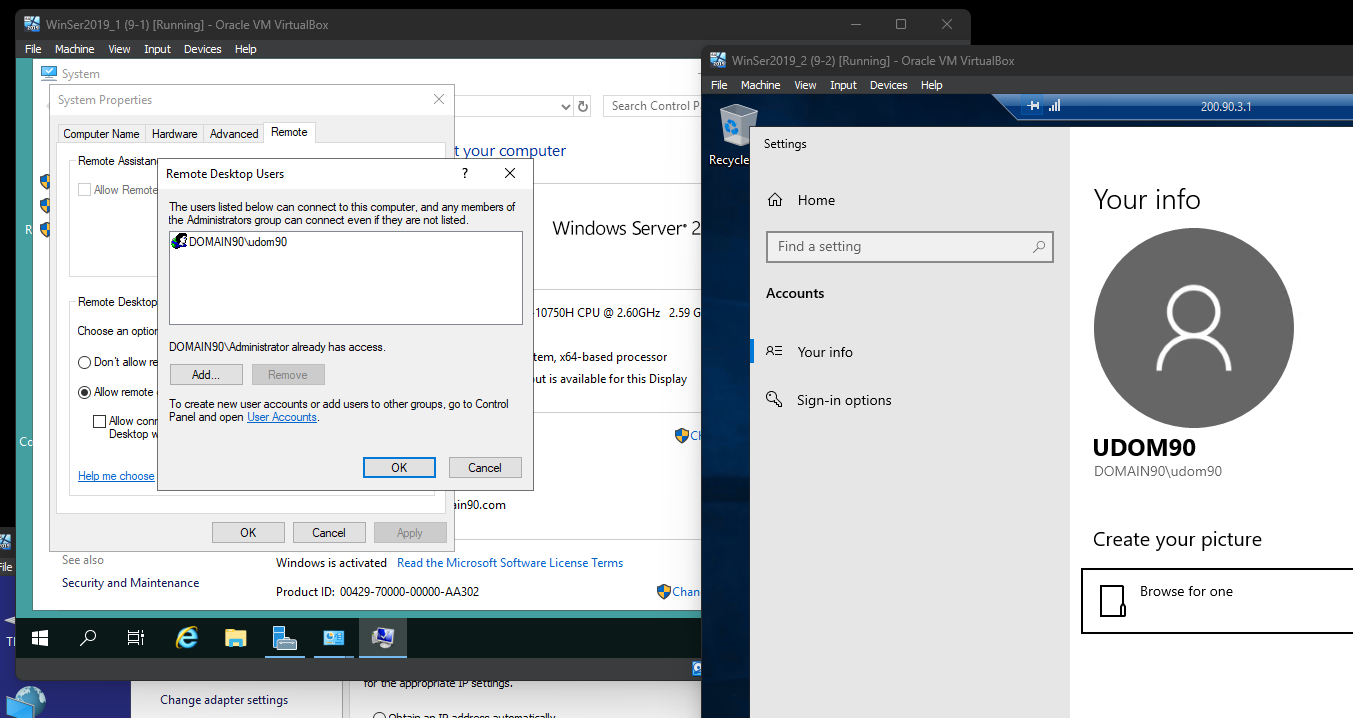 WinSer2019_1 (9-1) [Running] - Oracle VM VirtualBox
File Machine View Input Devices Help
System
System Properties
Search Control P
Computer Name Hardware Advanced Remote
Remote Assistan
Allow Remote
t your computer
Windows Server® 2
-10750H CPU @ 2.60GHz 2.59 G
tem, x64-based processor
out is available for this Display
Remote Desktop
Choose an option
Don't allow re
Allow remote
Allow conn
Desktop w
Help me choose
OK Cancel Apply
Remote Desktop Users
?
The users listed below can connect to this computer, and any members of
the Administrators group can connect even if they are not listed.
DOMAIN90\udom90
DOMAIN90\Administrator already has access.
Add... Remove
To create new user accounts or add users to other groups, go to Control
Panel and open User Accounts.
OK Cancel
R
Co
Ch
ain90.com
See also
Security and Maintenance
Windows is activated Read the Microsoft Software License Terms
Product ID: 00429-70000-00000-AA302
Chan
File
Th
Change adapter settings
for the appropriate IP settings.
Obtain an IP address automatically
WinSer2019_2 (9-2) [Running] - Oracle VM VirtualBox
File Machine View Input Devices Help
200.90.3.1
Recycle
Settings
Home
Find a setting
Accounts
Your info
Sign-in options
Your info
UDOM90
DOMAIN90\udom90
Create your picture
Browse for one